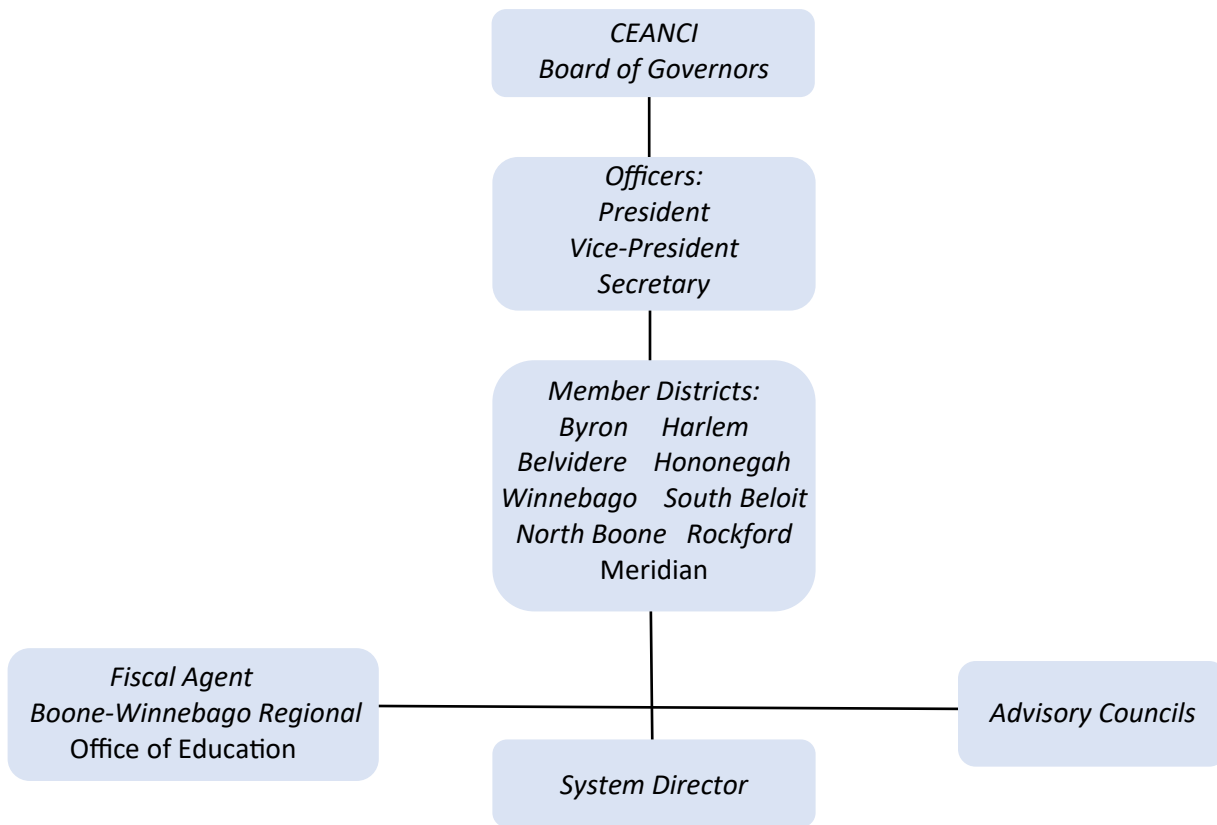 CEANCI
Board of Governors
Officers:
President
Vice-President
Secretary
Member Districts:
Byron Harlem
Belvidere Hononegah
Winnebago South Beloit
North Boone Rockford
Meridian
Fiscal Agent
Boone-Winnebago Regional
Office of Education
Advisory Councils
System Director